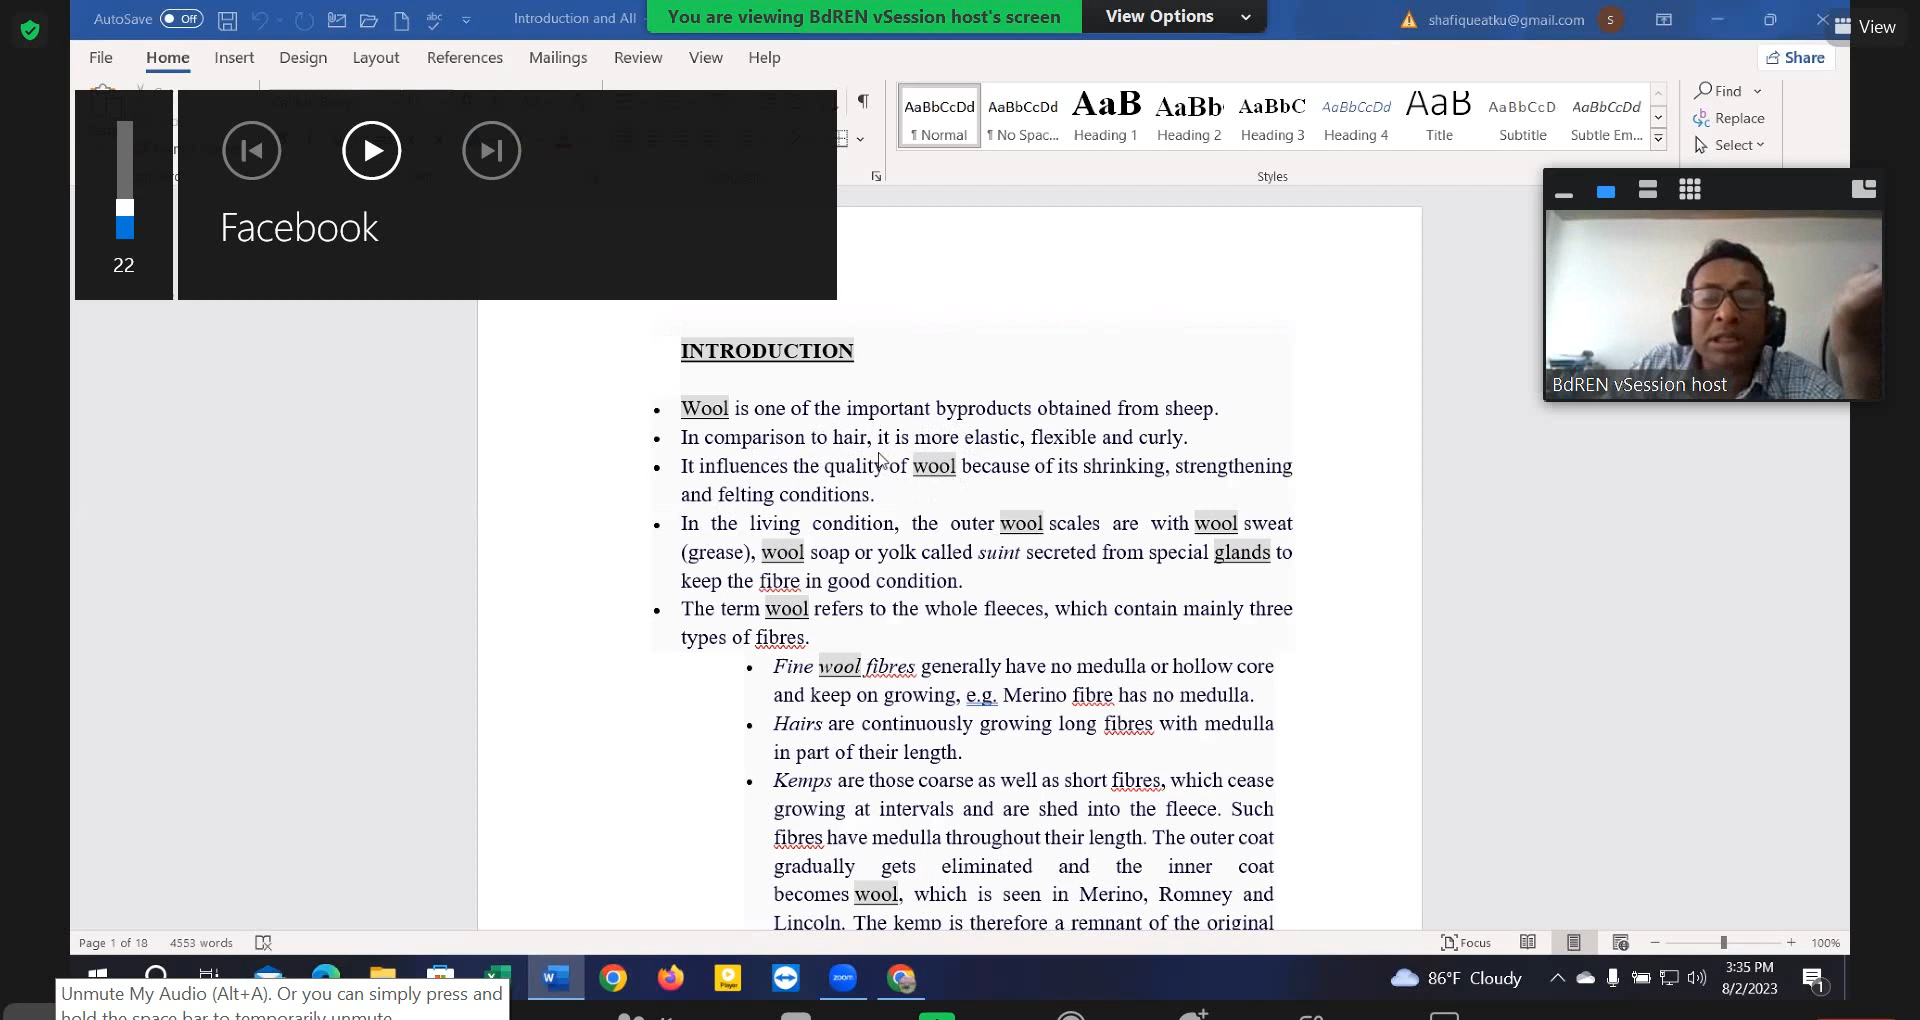 AutoSave Off Introduction and All You are viewing BdREN vSession host's screen View Options shafiqueatku@gmail.com S View
File Home Insert Design Layout References Mailings Review View Help Share
AaBbCcDd AaBbCcDd AaB AaBb AaBbC AaBbCcDd AaB AaBbCcD AaBbCcDd
¶ Normal ¶ No Spac... Heading 1 Heading 2 Heading 3 Heading 4 Title Subtitle Subtle Em...
Find
Replace
Select
Styles
Facebook
22
BdREN vSession host
INTRODUCTION
• Wool is one of the important byproducts obtained from sheep.
• In comparison to hair, it is more elastic, flexible and curly.
• It influences the quality of wool because of its shrinking, strengthening
and felting conditions.
• In the living condition, the outer wool scales are with wool sweat
(grease), wool soap or yolk called suint secreted from special glands to
keep the fibre in good condition.
• The term wool refers to the whole fleeces, which contain mainly three
types of fibres.
• Fine wool fibres generally have no medulla or hollow core
and keep on growing, e.g. Merino fibre has no medulla.
• Hairs are continuously growing long fibres with medulla
in part of their length.
• Kemps are those coarse as well as short fibres, which cease
growing at intervals and are shed into the fleece. Such
fibres have medulla throughout their length. The outer coat
gradually gets eliminated and the inner coat
becomes wool, which is seen in Merino, Romney and
Lincoln. The kemp is therefore a remnant of the original
Page 1 of 18 4553 words Focus 100%
Player zoom 86°F Cloudy 3:35 PM
8/2/2023 1
Unmute My Audio (Alt+A). Or you can simply press and
hold the space bar to temporarily unmute.